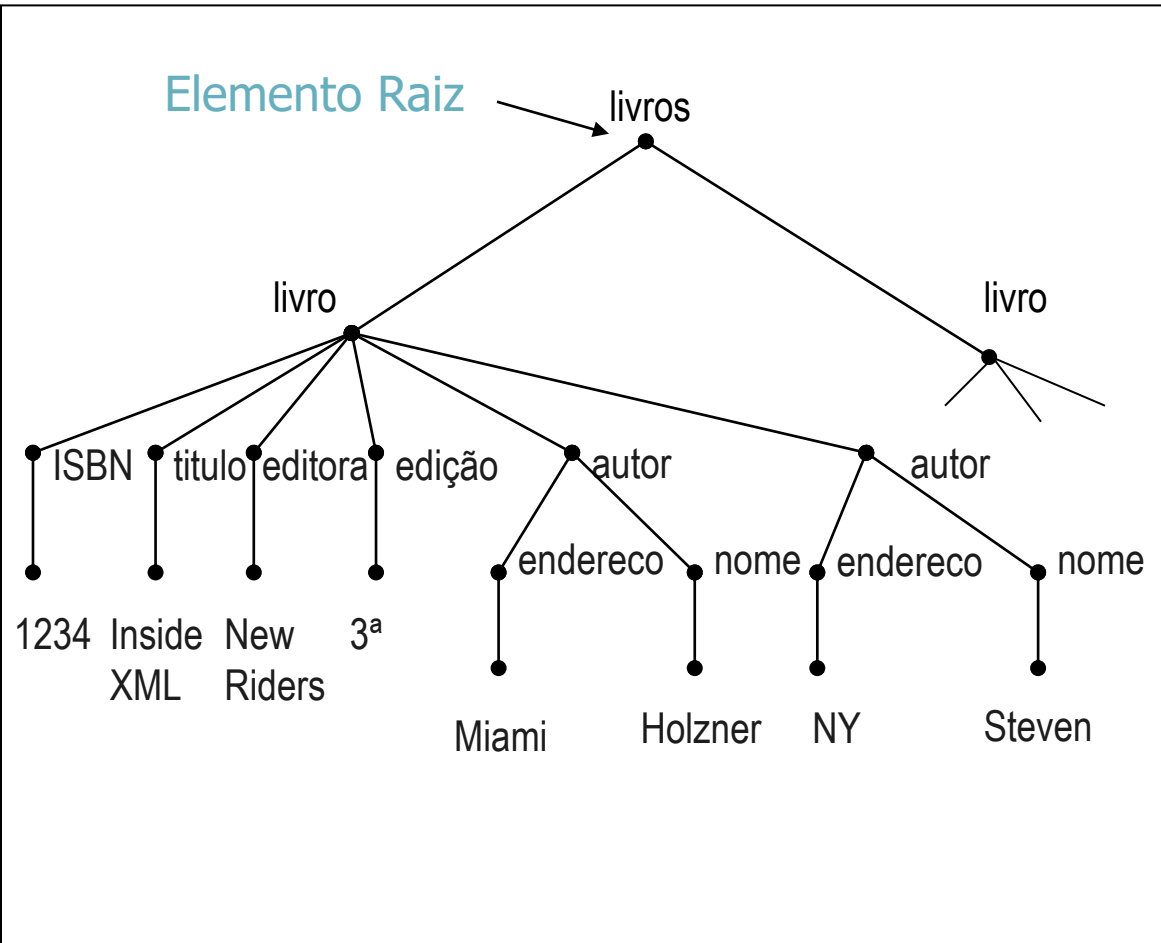 Elemento Raiz
livros
livro
livro
ISBN
titulo
editora
edição
autor
autor
endereco
nome
endereco
nome
1234
Inside
XML
New
Riders
3ª
Miami
Holzner
NY
Steven